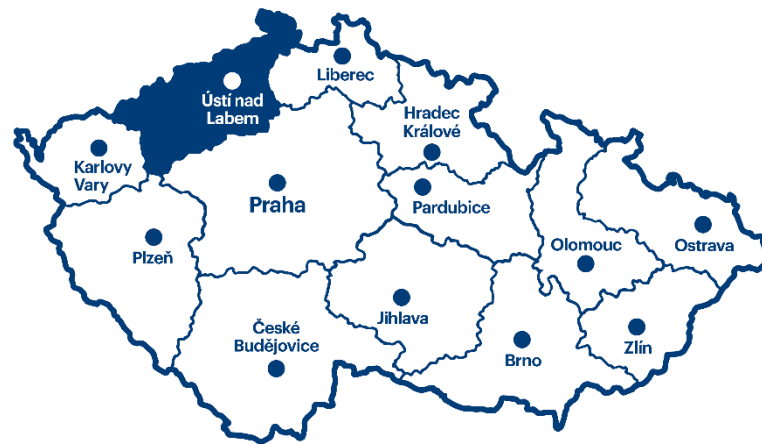 Liberec
Ústí nad
Labem
Hradec
Králové
Karlovy
Vary
Praha
Pardubice
Plzeň
Olomouc
Ostrava
Jihlava
České
Budějovice
Brno
Zlín